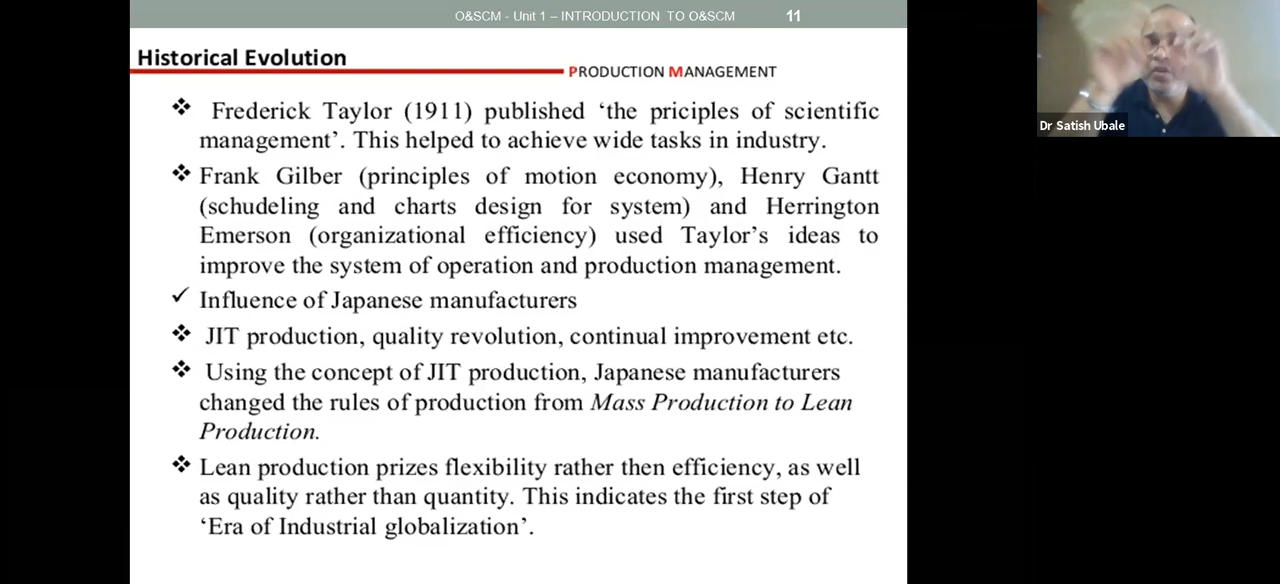 O&SCM - Unit 1 – INTRODUCTION TO O&SCM 11
Historical Evolution
PRODUCTION MANAGEMENT
❖ Frederick Taylor (1911) published ‘the priciples of scientific
management’. This helped to achieve wide tasks in industry.
❖ Frank Gilber (principles of motion economy), Henry Gantt
(schudeling and charts design for system) and Herrington
Emerson (organizational efficiency) used Taylor’s ideas to
improve the system of operation and production management.
✓ Influence of Japanese manufacturers
❖ JIT production, quality revolution, continual improvement etc.
❖ Using the concept of JIT production, Japanese manufacturers
changed the rules of production from Mass Production to Lean
Production.
❖ Lean production prizes flexibility rather then efficiency, as well
as quality rather than quantity. This indicates the first step of
‘Era of Industrial globalization’.
Dr Satish Ubale